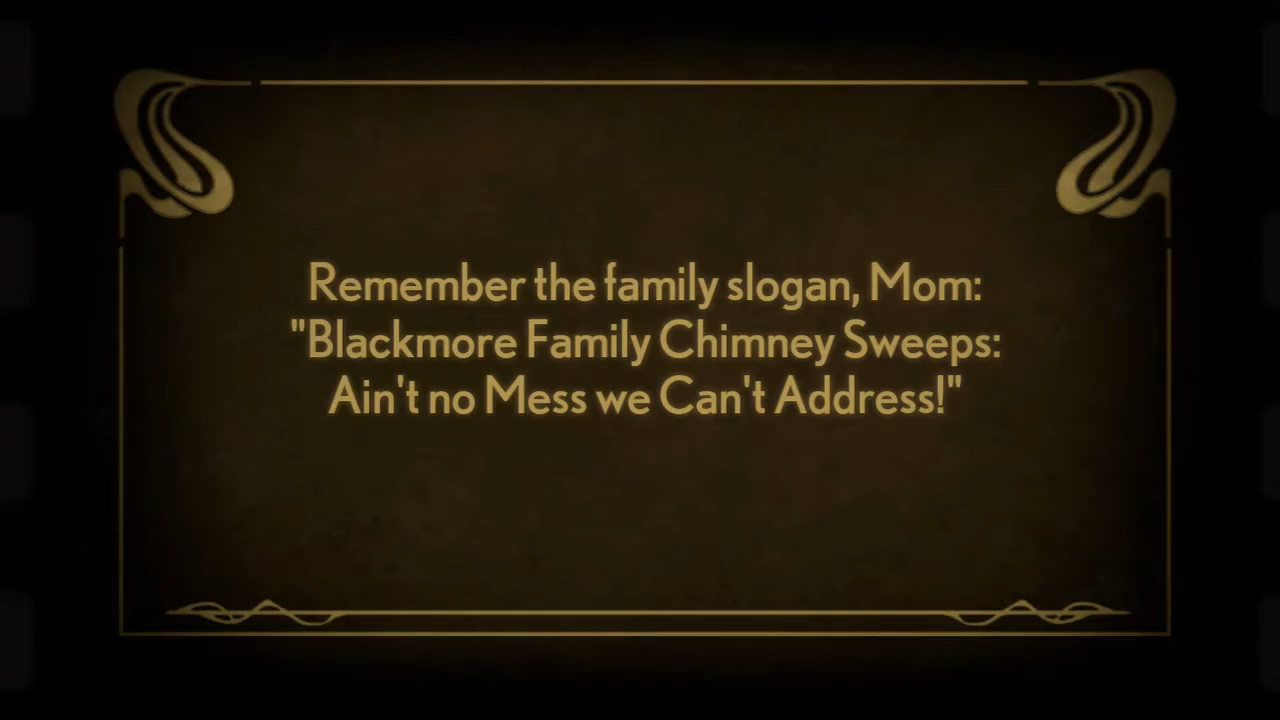 Remember the family slogan, Mom:
"Blackmore Family Chimney Sweeps:
Ain't no Mess we Can't Address!"